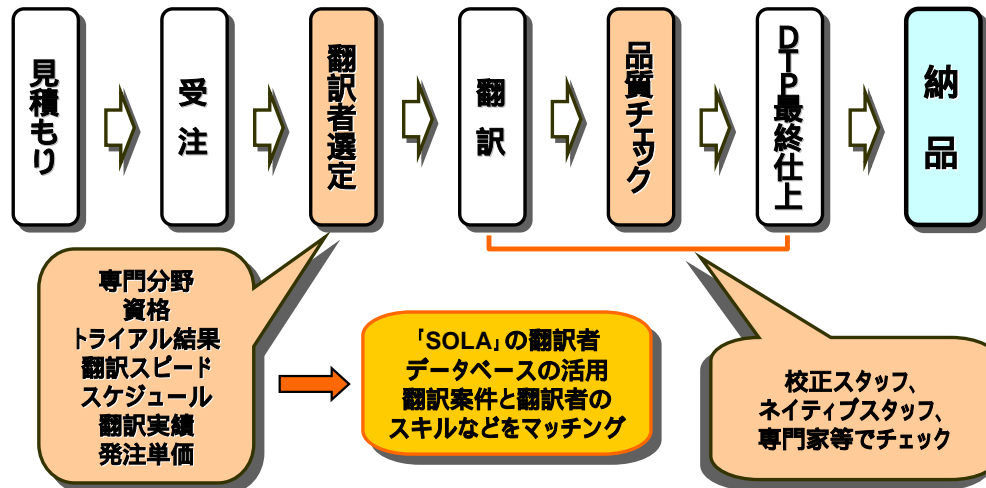 見積もり
受注
翻訳者選定
翻訳
品質チェック
DTP最終仕上
納品
専門分野
資格
トライアル結果
翻訳スピード
スケジュール
翻訳実績
発注単価
「SOLA」の翻訳者
データベースの活用
翻訳案件と翻訳者の
スキルなどをマッチング
校正スタッフ、
ネイティブスタッフ、
専門家等でチェック